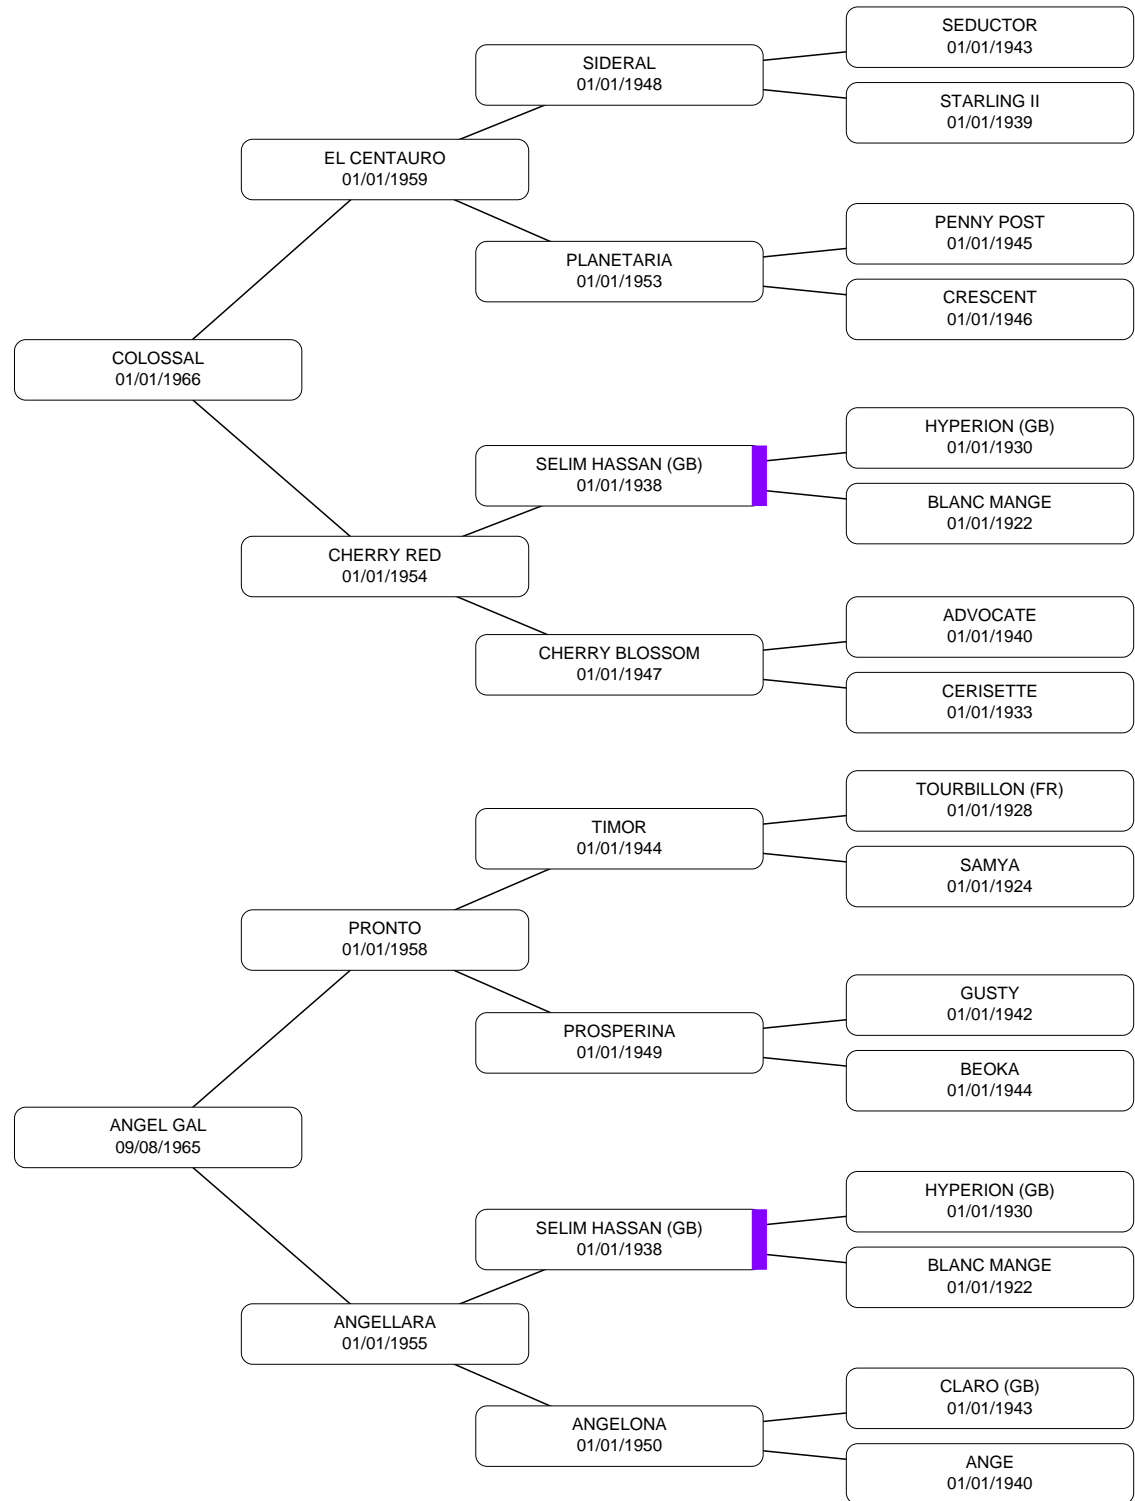 SEDUCTOR
01/01/1943
SIDERAL
01/01/1948
STARLING II
01/01/1939
EL CENTAURO
01/01/1959
PENNY POST
01/01/1945
PLANETARIA
01/01/1953
CRESCENT
01/01/1946
COLOSSAL
01/01/1966
HYPERION (GB)
01/01/1930
SELIM HASSAN (GB)
01/01/1938
BLANC MANGE
01/01/1922
CHERRY RED
01/01/1954
ADVOCATE
01/01/1940
CHERRY BLOSSOM
01/01/1947
CERISETTE
01/01/1933
TOURBILLON (FR)
01/01/1928
TIMOR
01/01/1944
SAMYA
01/01/1924
PRONTO
01/01/1958
GUSTY
01/01/1942
PROSPERINA
01/01/1949
BEOKA
01/01/1944
ANGEL GAL
09/08/1965
HYPERION (GB)
01/01/1930
SELIM HASSAN (GB)
01/01/1938
BLANC MANGE
01/01/1922
ANGELLARA
01/01/1955
CLARO (GB)
01/01/1943
ANGELONA
01/01/1950
ANGE
01/01/1940